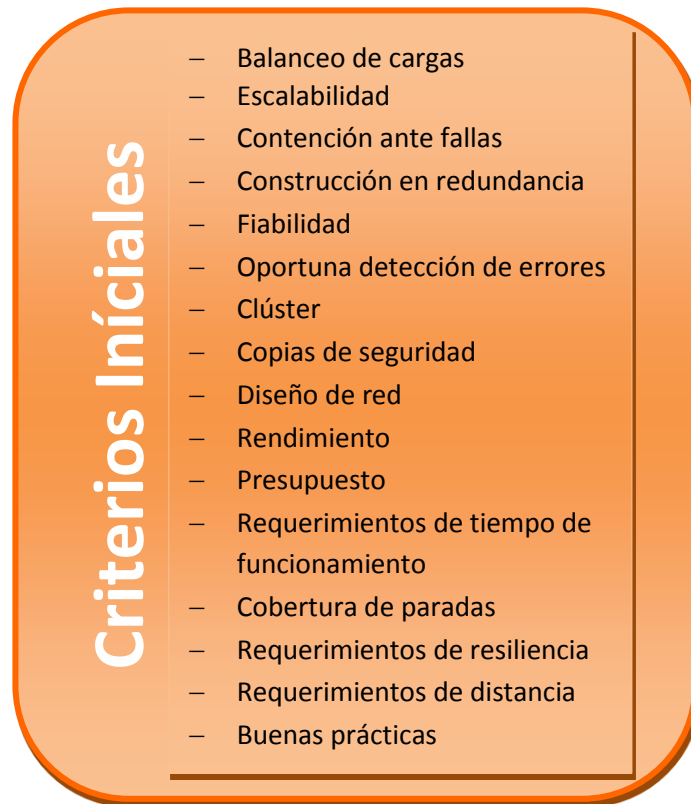 Criterios Iníciales
– Balanceo de cargas
– Escalabilidad
– Contención ante fallas
– Construcción en redundancia
– Fiabilidad
– Oportuna detección de errores
– Clúster
– Copias de seguridad
– Diseño de red
– Rendimiento
– Presupuesto
– Requerimientos de tiempo de
funcionamiento
– Cobertura de paradas
– Requerimientos de resiliencia
– Requerimientos de distancia
– Buenas prácticas